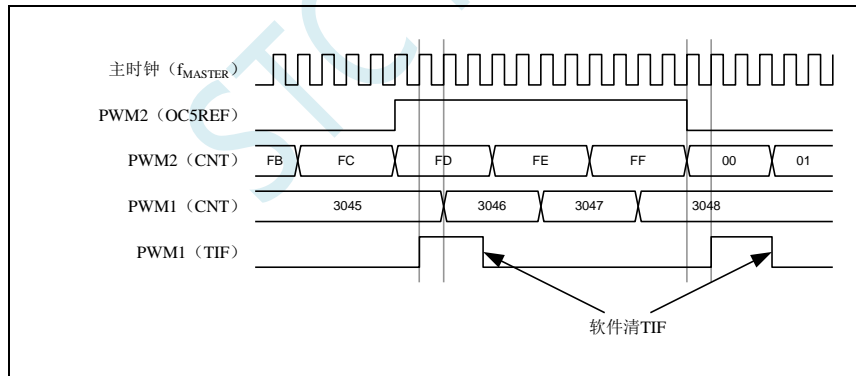 主时钟（fMASTER）
PWM2（OC5REF）
PWM2（CNT） FB FC FD FE FF 00 01
PWM1（CNT） 3045 3046 3047 3048
PWM1（TIF）
软件清TIF